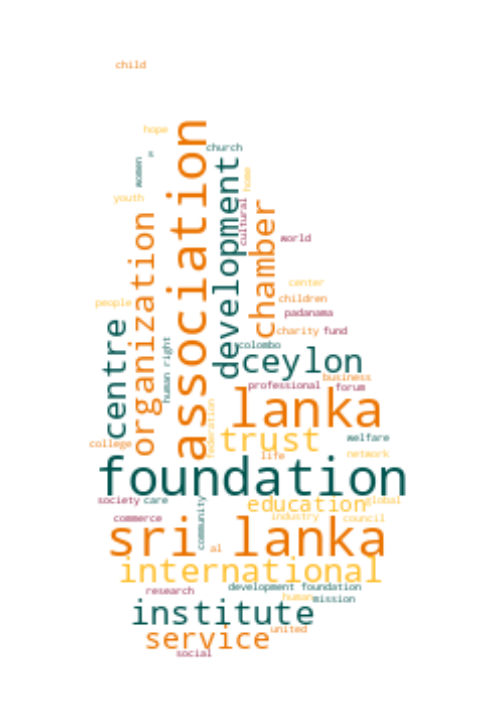 child
hope
church
women
home
youth
association
development
cultural
chamber
organization
world
center
children
people
padanama
centre
charity fund
human right
colombo
ceylon
business
professional forum
federation
lanka
trust
welfare
college
life
network
foundation
society care
education
global
community
commerce
industry
council
sri lanka
al
international
research
development foundation
human
mission
institute
united
service
social